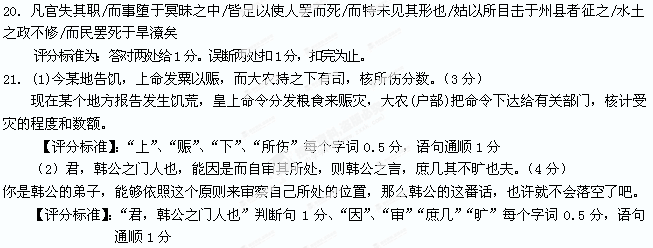 20. 凡官失其职/而事堕于冥昧之中/皆足以使人罢而死/而特未见其形也/姑以所目击于州县者征之/水土
之政不修/而民罢死于旱潦矣
评分标准为：答对两处给1分。误断两处扣1分，扣完为止。
21. (1)今某地告饥，上命发粟以赈，而大农持之下有司，核所伤分数。（3分）
现在某个地方报告发生饥荒，皇上命令分发粮食来赈灾，大农(户部)把命令下达给有关部门，核计受
灾的程度和数额。
【评分标准】：“上”、“赈”、“下”、“所伤”每个字词0.5分，语句通顺1分
（2）君，韩公之门人也，能因是而自审其所处，则韩公之言，庶几其不旷也夫。（4分）
你是韩公的弟子，能够依照这个原则来审察自己所处的位置，那么韩公的这番话，也许就不会落空了吧。
【评分标准】：“君，韩公之门人也”判断句1分、“因”、“审”“庶几”“旷”每个字词0.5分，语句
通顺1分